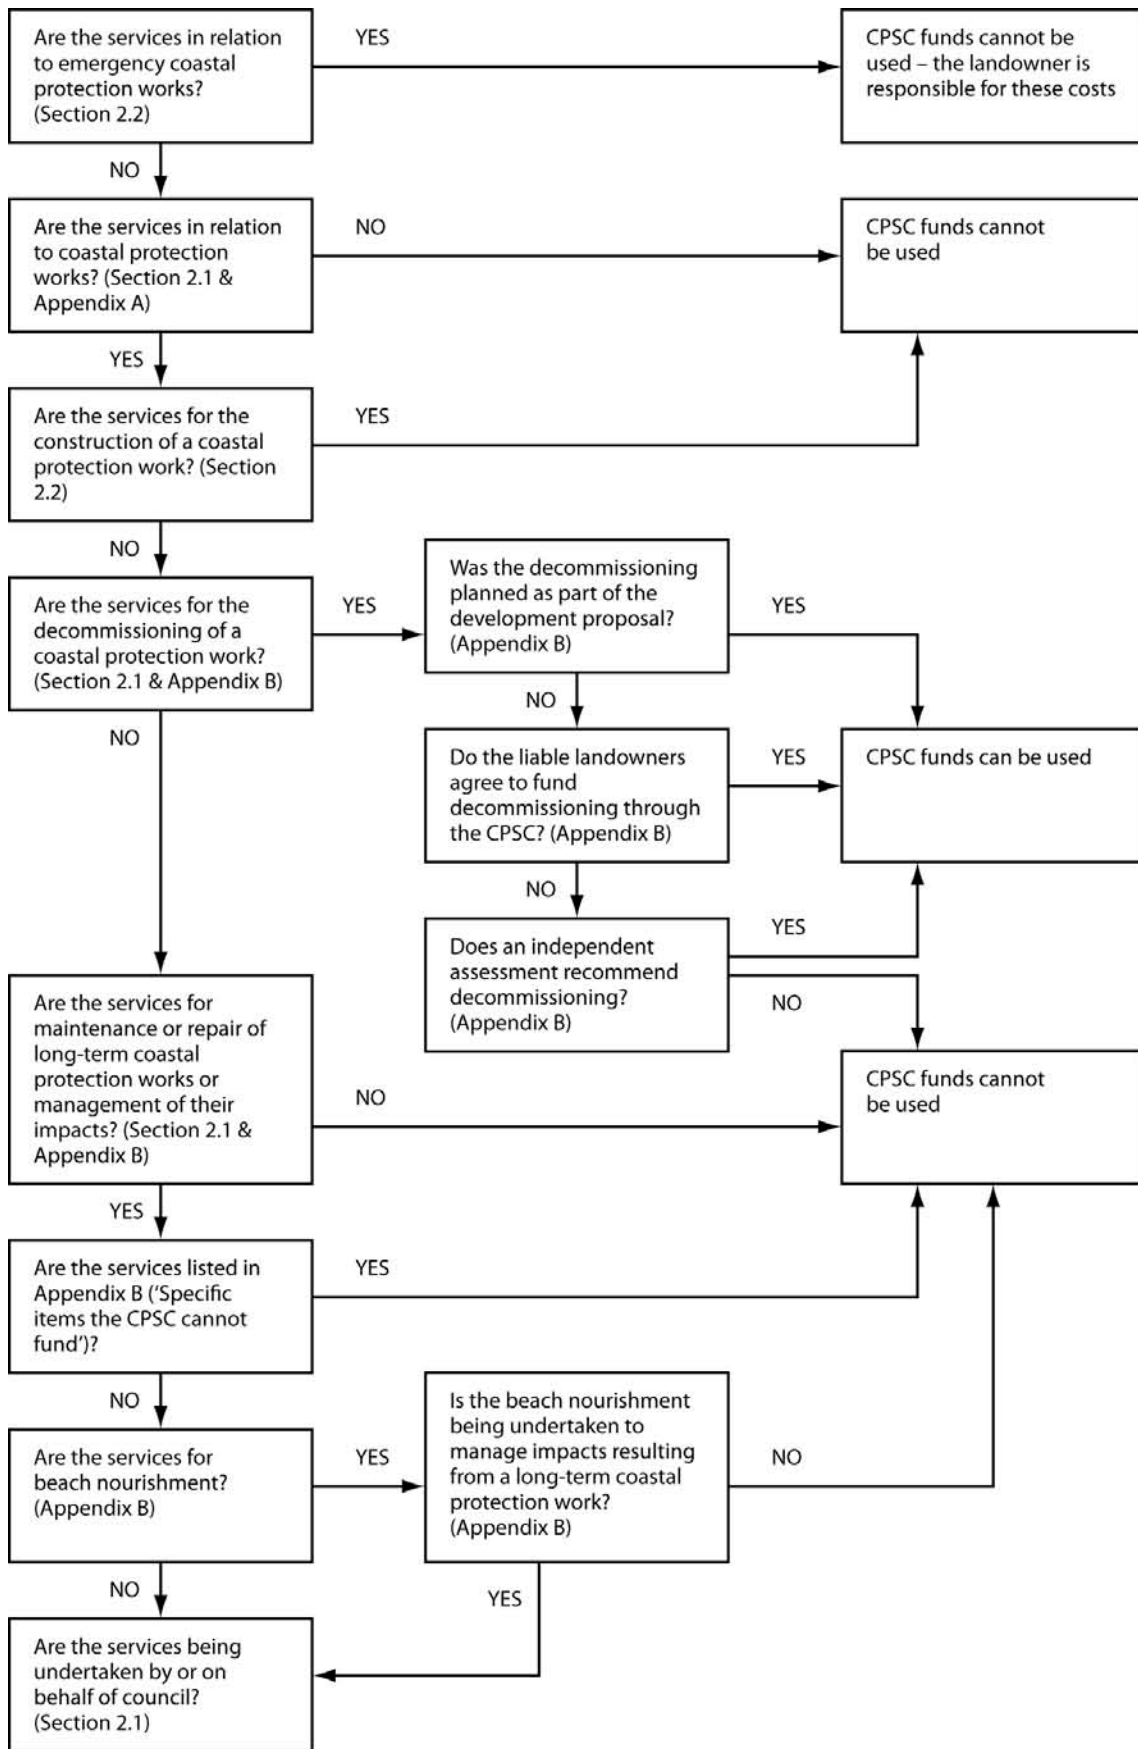 Are the services in relation
to emergency coastal
protection works?
(Section 2.2)
YES
CPSC funds cannot be
used – the landowner is
responsible for these costs
NO
Are the services in relation
to coastal protection
works? (Section 2.1 &
Appendix A)
NO
CPSC funds cannot
be used
YES
Are the services for the
construction of a coastal
protection work? (Section
2.2)
YES
NO
Are the services for the
decommissioning of a
coastal protection work?
(Section 2.1 & Appendix B)
YES
Was the decommissioning
planned as part of the
development proposal?
(Appendix B)
YES
NO
NO
Do the liable landowners
agree to fund
decommissioning through
the CPSC? (Appendix B)
YES
CPSC funds can be used
NO
Does an independent
assessment recommend
decommissioning?
(Appendix B)
YES
NO
Are the services for
maintenance or repair of
long-term coastal
protection works or
management of their
impacts? (Section 2.1 &
Appendix B)
NO
CPSC funds cannot
be used
YES
Are the services listed in
Appendix B (‘Specific
items the CPSC cannot
fund’)?
YES
NO
Are the services for
beach nourishment?
(Appendix B)
YES
Is the beach nourishment
being undertaken to
manage impacts resulting
from a long-term coastal
protection work?
(Appendix B)
NO
NO
YES
Are the services being
undertaken by or on
behalf of council?
(Section 2.1)